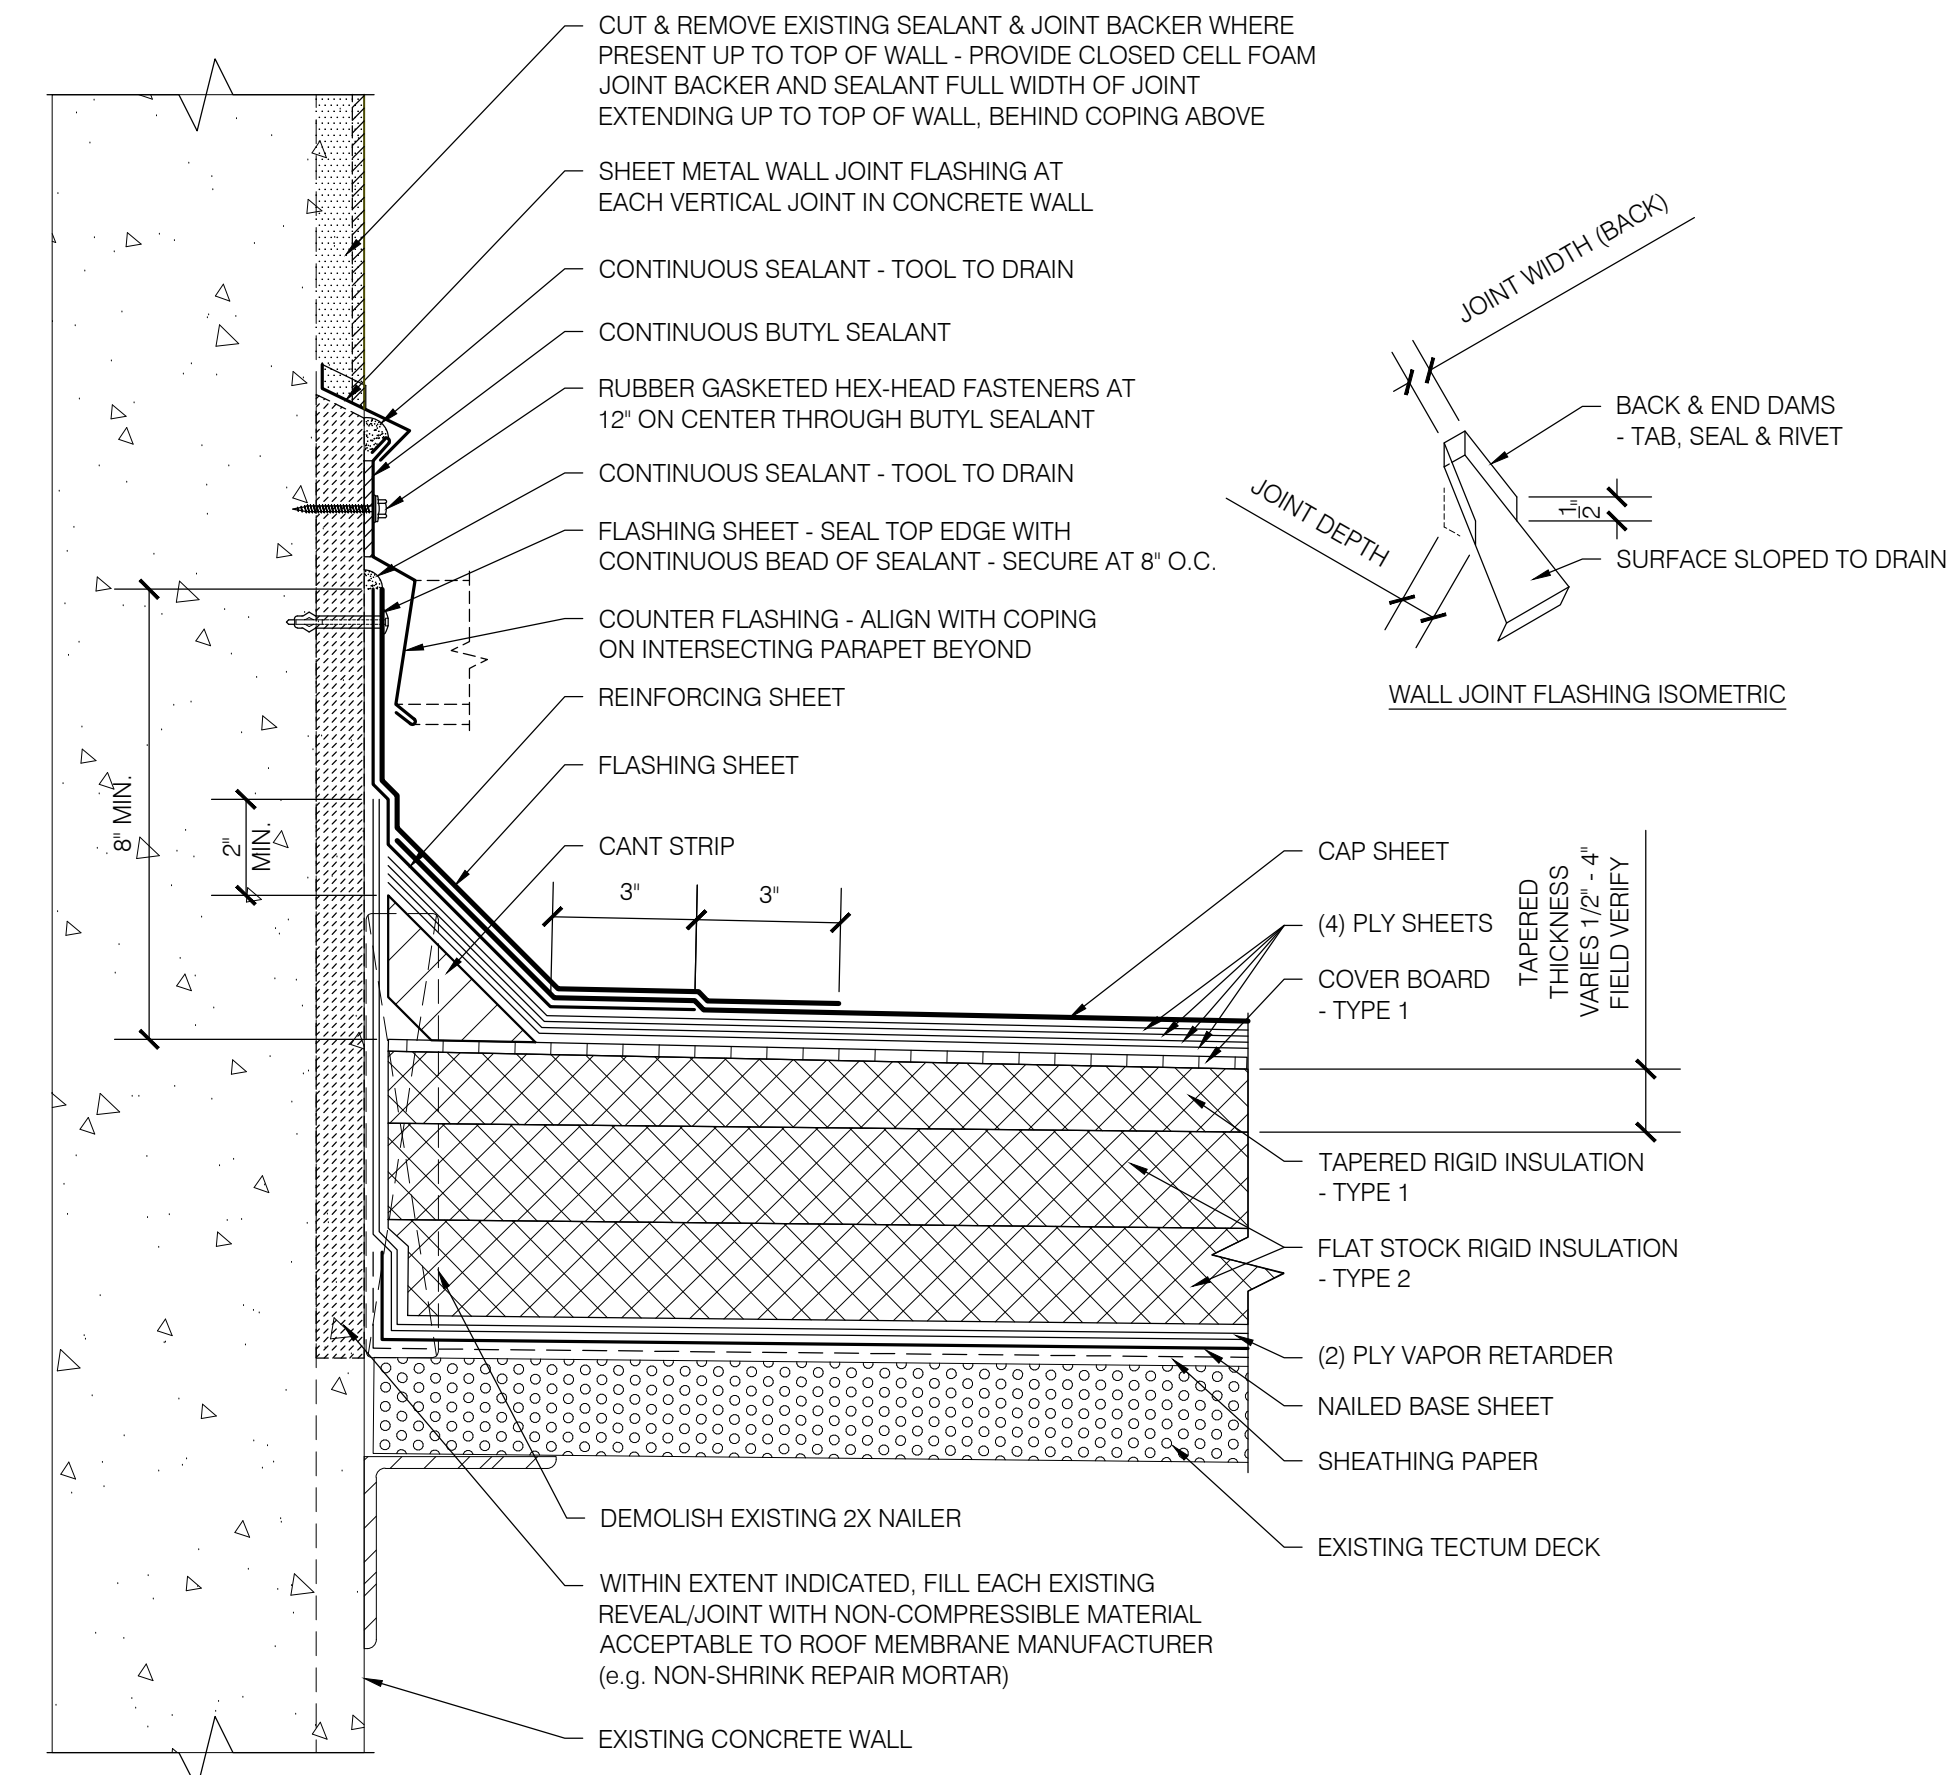 CUT & REMOVE EXISTING SEALANT & JOINT BACKER WHERE
PRESENT UP TO TOP OF WALL - PROVIDE CLOSED CELL FOAM
JOINT BACKER AND SEALANT FULL WIDTH OF JOINT
EXTENDING UP TO TOP OF WALL, BEHIND COPING ABOVE
SHEET METAL WALL JOINT FLASHING AT
EACH VERTICAL JOINT IN CONCRETE WALL
CONTINUOUS SEALANT - TOOL TO DRAIN
CONTINUOUS BUTYL SEALANT
RUBBER GASKETED HEX-HEAD FASTENERS AT
12" ON CENTER THROUGH BUTYL SEALANT
CONTINUOUS SEALANT - TOOL TO DRAIN
FLASHING SHEET - SEAL TOP EDGE WITH
CONTINUOUS BEAD OF SEALANT - SECURE AT 8" O.C.
COUNTER FLASHING - ALIGN WITH COPING
ON INTERSECTING PARAPET BEYOND
REINFORCING SHEET
FLASHING SHEET
CANT STRIP
3"
3"
8" MIN.
2"
MIN.
JOINT WIDTH (BACK)
BACK & END DAMS
- TAB, SEAL & RIVET
1/2"
JOINT DEPTH
SURFACE SLOPED TO DRAIN
WALL JOINT FLASHING ISOMETRIC
CAP SHEET
(4) PLY SHEETS
COVER BOARD
- TYPE 1
TAPERED
THICKNESS
VARIES 1/2" - 4"
FIELD VERIFY
TAPERED RIGID INSULATION
- TYPE 1
FLAT STOCK RIGID INSULATION
- TYPE 2
(2) PLY VAPOR RETARDER
NAILED BASE SHEET
SHEATHING PAPER
EXISTING TECTUM DECK
DEMOLISH EXISTING 2X NAILER
WITHIN EXTENT INDICATED, FILL EACH EXISTING
REVEAL/JOINT WITH NON-COMPRESSIBLE MATERIAL
ACCEPTABLE TO ROOF MEMBRANE MANUFACTURER
(e.g. NON-SHRINK REPAIR MORTAR)
EXISTING CONCRETE WALL